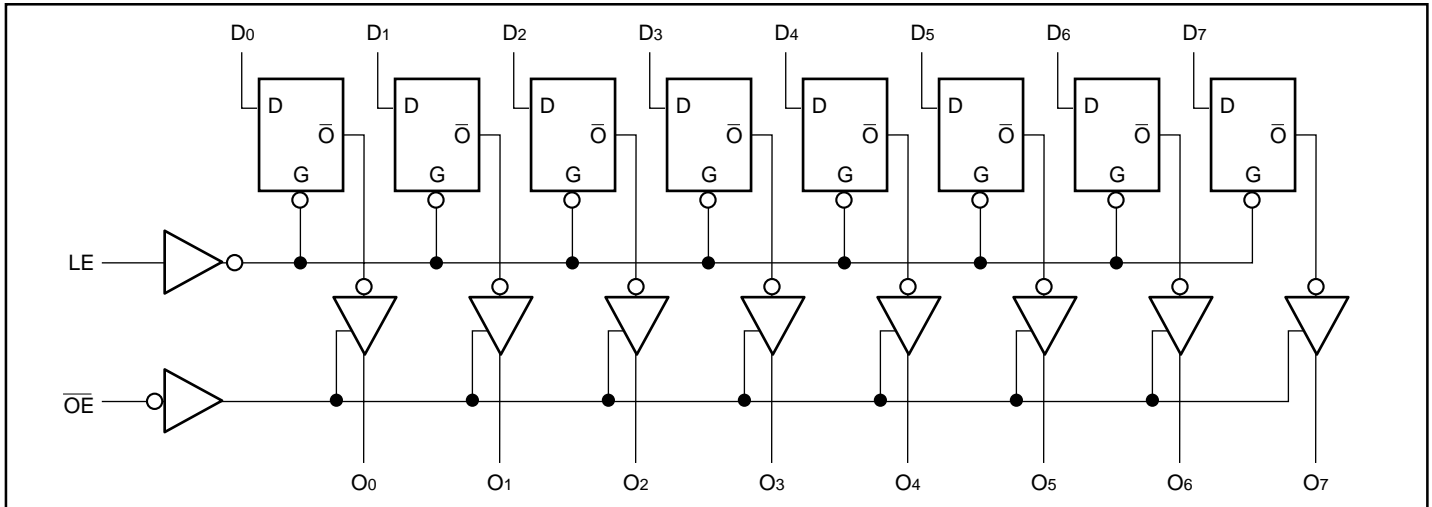 D0 D1 D2 D3 D4 D5 D6 D7
D D D D D D D D
O̅ O̅ O̅ O̅ O̅ O̅ O̅ O̅
G G G G G G G G
LE
O̅E̅
O0 O1 O2 O3 O4 O5 O6 O7